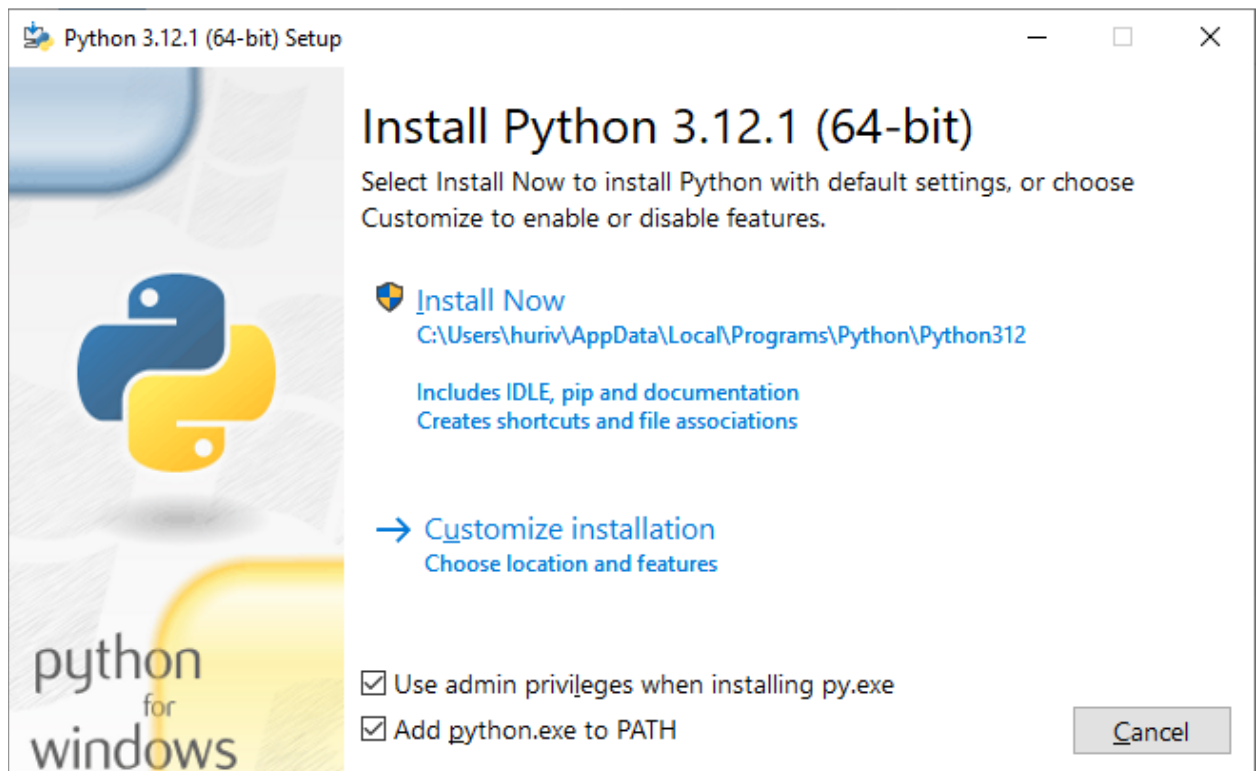 Python 3.12.1 (64-bit) Setup
Install Python 3.12.1 (64-bit)
Select Install Now to install Python with default settings, or choose
Customize to enable or disable features.
Install Now
C:\Users\huriv\AppData\Local\Programs\Python\Python312
Includes IDLE, pip and documentation
Creates shortcuts and file associations
Customize installation
Choose location and features
Use admin privileges when installing py.exe
Add python.exe to PATH
Cancel
python
for
windows